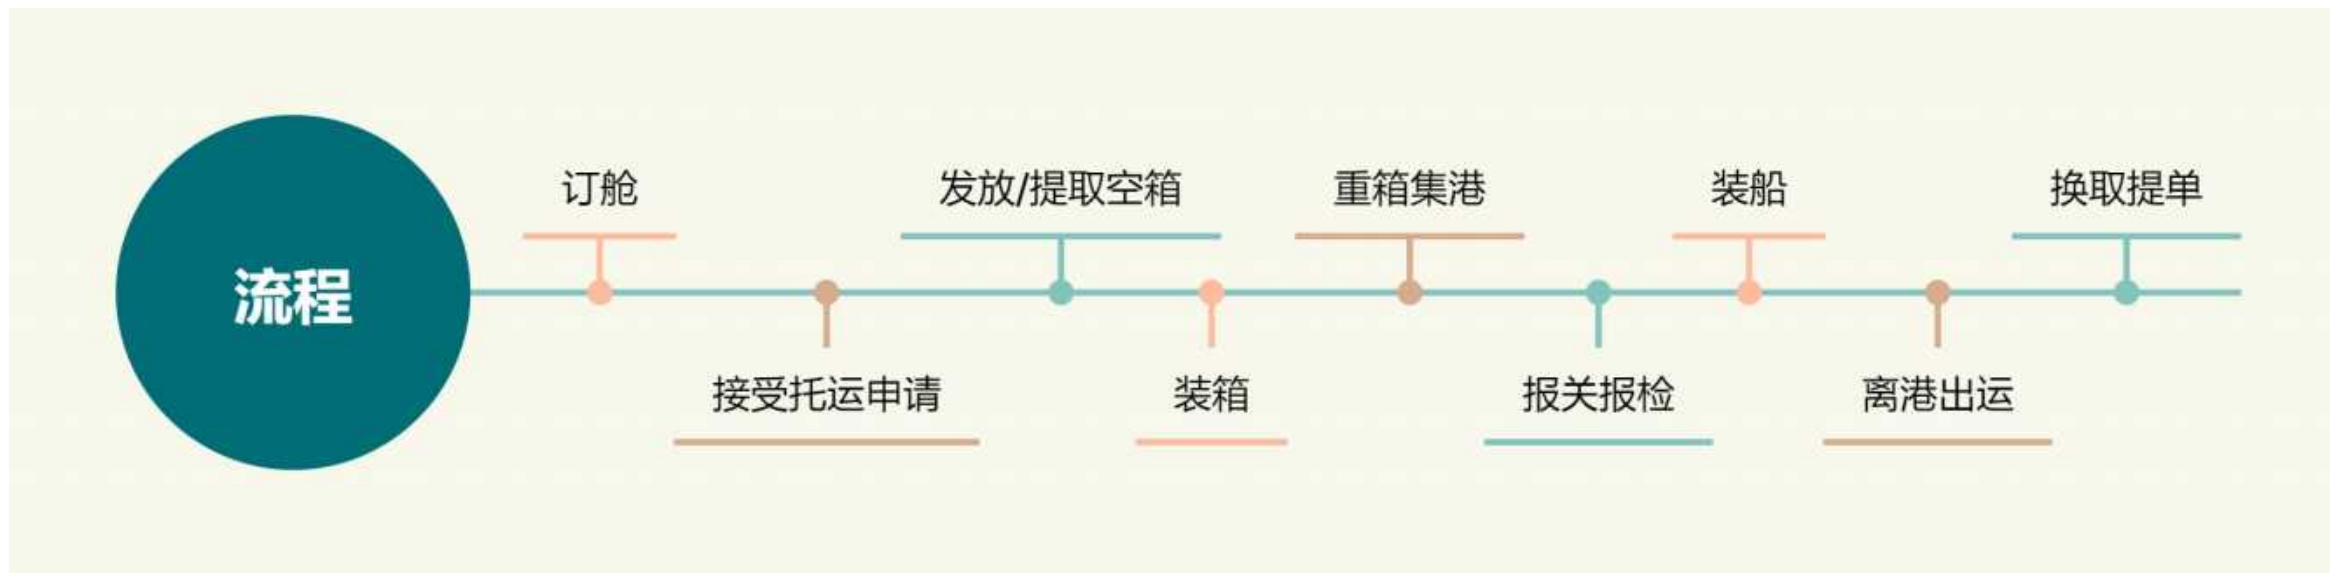 流程
订舱
接受托运申请
发放/提取空箱
装箱
重箱集港
报关报检
装船
离港出运
换取提单